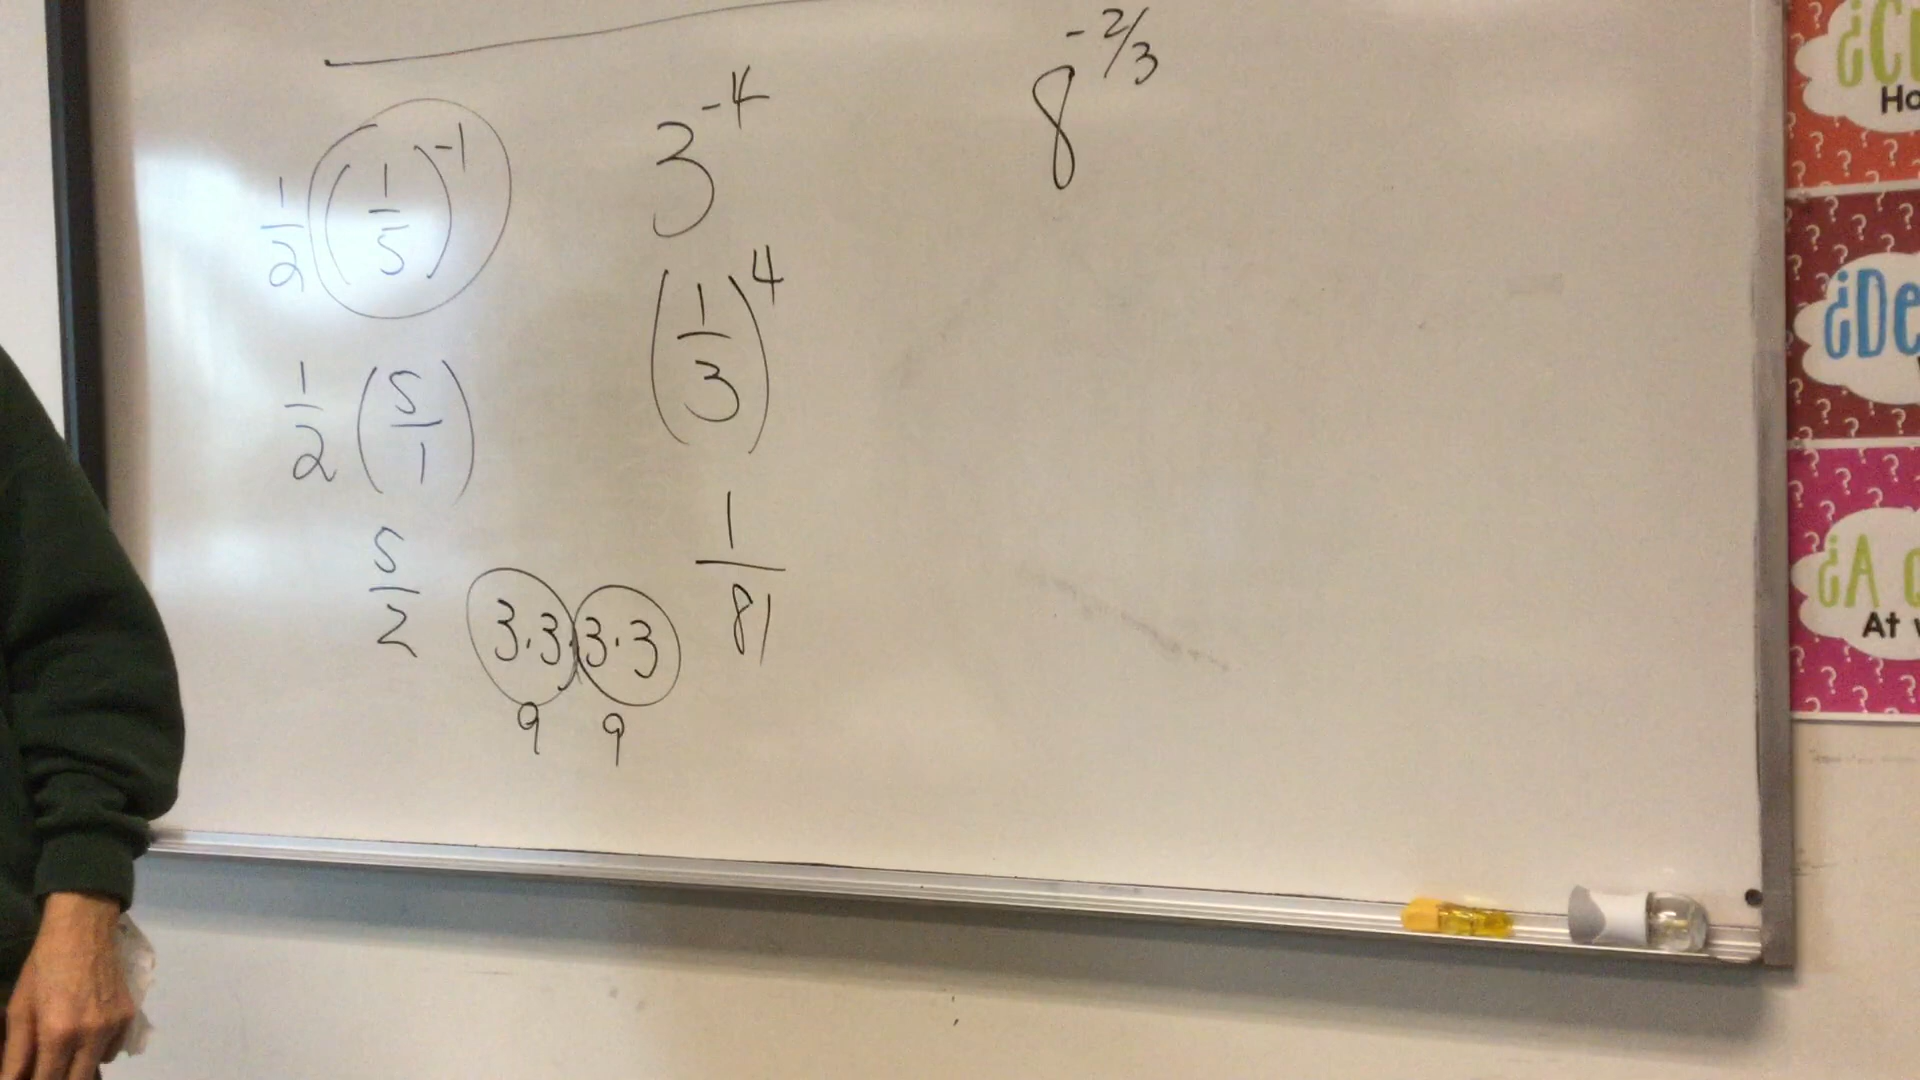 1/2 (1/5)^-1
1/2 (5/1)
5/2
3^-4
(1/3)^4
1/81
3.3.3.3
9 9
8^-2/3
Ho
¿De
¿A
At